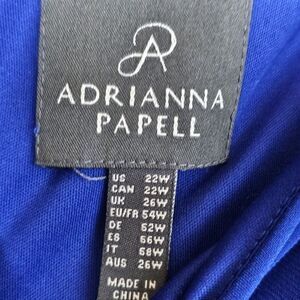 ADRIANNA
PAPELL
US 22W
CAN 22W
UK 26W
EU/FR 54W
DE 52W
ES 56W
IT 58W
AUS 26W
MADE IN
CHINA